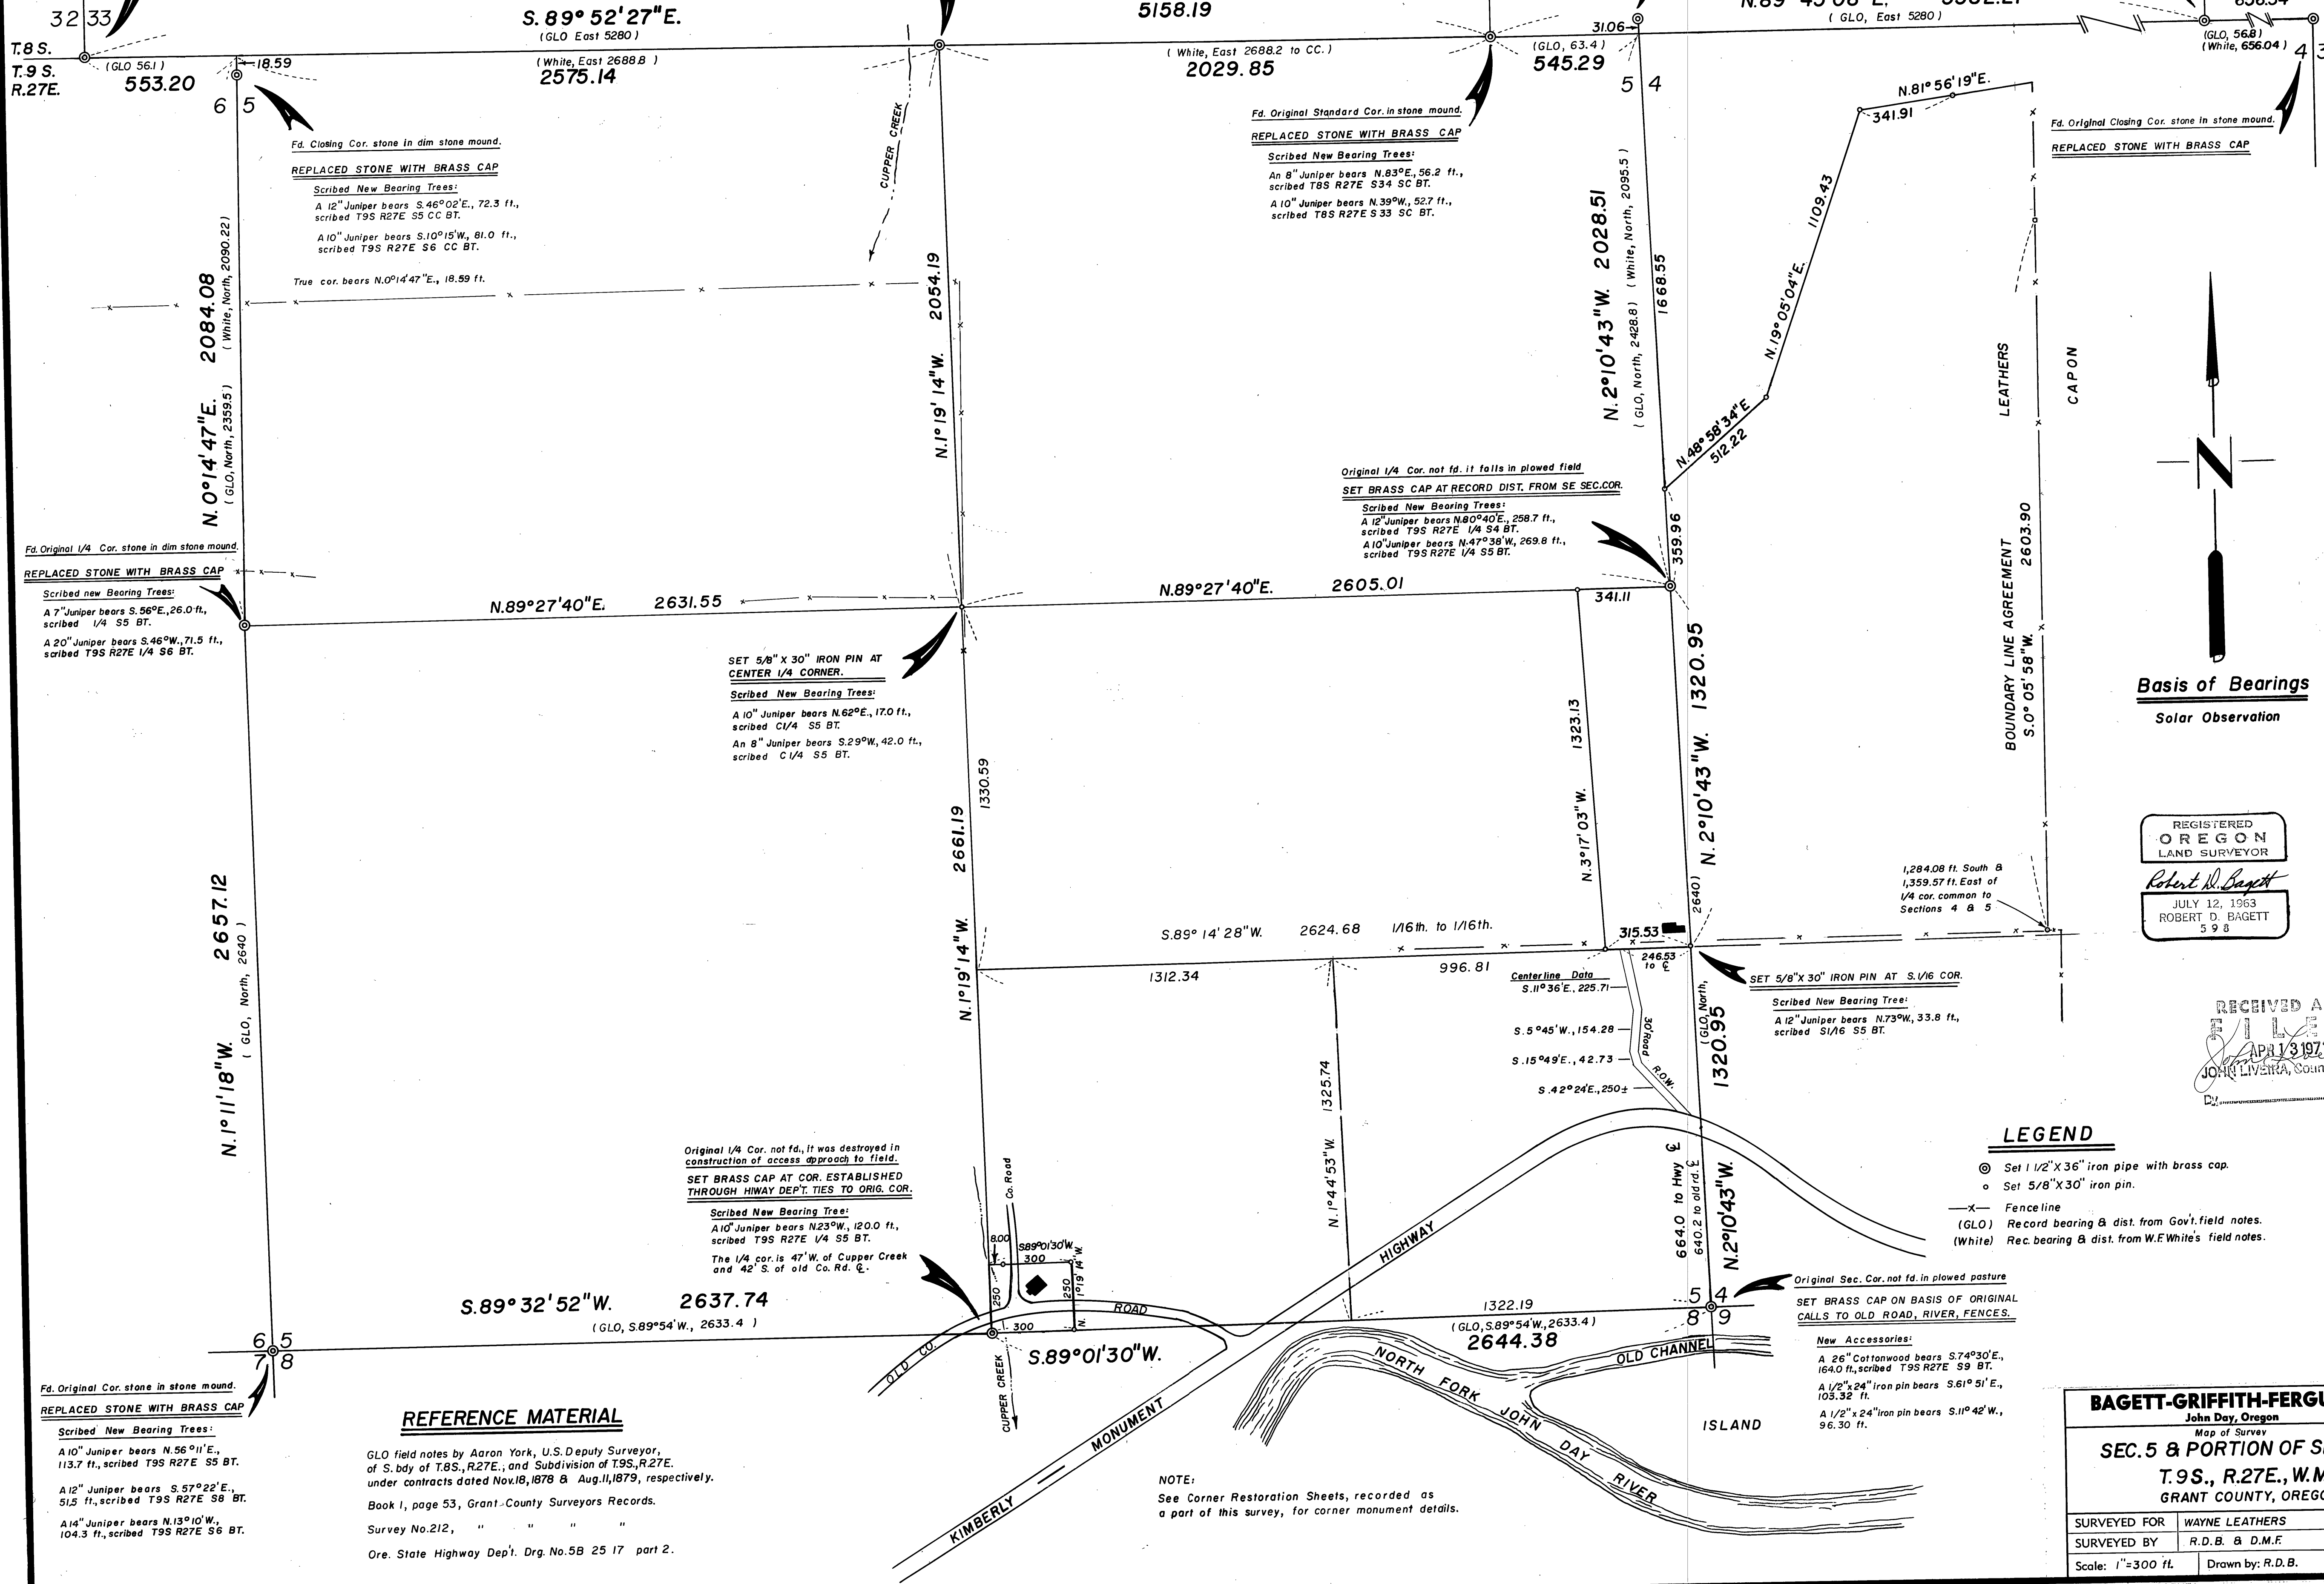 32 33
S. 89° 52' 27" E.
(GLO East 5280)
5158.19
( GLO, East 5280)
T.8 S.
T.9 S.
R.27E.
(GLO 56.1)
553.20
18.59
(White, East 2688.8 )
2575.14
( White, East 2688.2 to CC.)
2029.85
(GLO, 63.4)
545.29
31.06
(GLO, 56.8)
(White, 656.04)
6 5
5 4
4 3
Fd. Closing Cor. stone in dim stone mound.
REPLACED STONE WITH BRASS CAP
Scribed New Bearing Trees:
A 12" Juniper bears S.46°02'E., 72.3 ft.,
scribed T9S R27E S5 CC BT.
A 10" Juniper bears S.10°15'W., 81.0 ft.,
scribed T9S R27E S6 CC BT.
True cor. bears N.0°14'47"E., 18.59 ft.
CUPPER CREEK
Fd. Original Standard Cor. in stone mound.
REPLACED STONE WITH BRASS CAP
Scribed New Bearing Trees:
An 8" Juniper bears N.83°E., 56.2 ft.,
scribed T8S R27E S34 SC BT.
A 10" Juniper bears N.39°W., 52.7 ft.,
scribed T8S R27E S33 SC BT.
N.81°56'19"E.
341.91
Fd. Original Closing Cor. stone in stone mound.
REPLACED STONE WITH BRASS CAP
N. 0°14'47"E. 2084.08
( GLO, North, 2359.5 ) ( White, North, 2090.22)
N.1°19'14"W. 2054.19
N. 2°10'43"W. 2028.51
( GLO, North, 2428.8 ) ( White, North, 2095.5 )
1668.55
N.19°05'04"E. 1109.43
N.48°58'34"E
512.22
LEATHERS
CAPON
BOUNDARY LINE AGREEMENT
S.0°05'58"W. 2603.90
N
Basis of Bearings
Solar Observation
Original 1/4 Cor. not fd. it falls in plowed field
SET BRASS CAP AT RECORD DIST. FROM SE SEC.COR.
Scribed New Bearing Trees:
A 12" Juniper bears N.80°40'E., 258.7 ft.,
scribed T9S R27E 1/4 S4 BT.
A 10" Juniper bears N.47°38'W., 269.8 ft.,
scribed T9S R27E 1/4 S5 BT.
359.96
Fd. Original 1/4 Cor. stone in dim stone mound.
REPLACED STONE WITH BRASS CAP
Scribed new Bearing Trees:
A 7" Juniper bears S.56°E., 26.0 ft.,
scribed 1/4 S5 BT.
A 20" Juniper bears S.46°W., 71.5 ft.,
scribed T9S R27E 1/4 S6 BT.
N.89°27'40"E. 2631.55
N.89°27'40"E. 2605.01
341.11
SET 5/8" X 30" IRON PIN AT
CENTER 1/4 CORNER.
Scribed New Bearing Trees:
A 10" Juniper bears N.62°E., 17.0 ft.,
scribed C1/4 S5 BT.
An 8" Juniper bears S.29°W., 42.0 ft.,
scribed C 1/4 S5 BT.
1330.59
N.1°19'14"W. 2661.19
N.3°17'03"W. 1323.13
N. 2°10'43"W. 1320.95
(GLO, North, 2640)
1,284.08 ft. South &
1,359.57 ft. East of
1/4 cor. common to
Sections 4 & 5
REGISTERED
OREGON
LAND SURVEYOR
Robert D. Bagett
JULY 12, 1963
ROBERT D. BAGETT
598
N.1°11'18"W. 2657.12
( GLO, North, 2640 )
S.89°14'28"W. 2624.68 1/16th. to 1/16th.
1312.34
996.81
315.53
246.53
to ℄
Centerline Data
S.11°36'E., 225.71
S.5°45'W., 154.28
S.15°49'E., 42.73
S.42°24'E., 250±
30' Road
R.O.W.
SET 5/8" X 30" IRON PIN AT S.1/16 COR.
Scribed New Bearing Tree:
A 12" Juniper bears N.73°W., 33.8 ft.,
scribed S1/16 S5 BT.
1320.95
N.2°10'43"W.
664.0 to Hwy ℄
640.2 to old rd. ℄
N.1°44'53"W. 1325.74
RECEIVED A
FILE
APR 13 197
JOHN LIVEIRA, Coun
By
LEGEND
Set 1 1/2" X 36" iron pipe with brass cap.
Set 5/8" X 30" iron pin.
—x— Fenceline
(GLO) Record bearing & dist. from Gov't. field notes.
(White) Rec. bearing & dist. from W.F. White's field notes.
Original 1/4 Cor. not fd., it was destroyed in
construction of access approach to field.
SET BRASS CAP AT COR. ESTABLISHED
THROUGH HIWAY DEP'T. TIES TO ORIG. COR.
Scribed New Bearing Tree:
A 10" Juniper bears N.23°W., 120.0 ft.,
scribed T9S R27E 1/4 S5 BT.
The 1/4 cor. is 47' W. of Cupper Creek
and 42' S. of old Co. Rd. ℄.
Co. Road
8.00
S89°01'30"W.
300
250
250
N. 1°19'14"W.
300
S.89°32'52"W. 2637.74
(GLO, S.89°54'W., 2633.4 )
OLD CO. ROAD
CUPPER CREEK
S.89°01'30"W.
1322.19
(GLO, S.89°54'W., 2633.4)
2644.38
KIMBERLY — MONUMENT HIGHWAY
NORTH FORK JOHN DAY RIVER
OLD CHANNEL
ISLAND
6 5
7 8
5 4
8 9
Original Sec. Cor. not fd. in plowed pasture
SET BRASS CAP ON BASIS OF ORIGINAL
CALLS TO OLD ROAD, RIVER, FENCES.
New Accessories:
A 26" Cottonwood bears S.74°30'E.,
164.0 ft., scribed T9S R27E S9 BT.
A 1/2" x 24" iron pin bears S.61°51'E.,
103.32 ft.
A 1/2" x 24" iron pin bears S.11°42'W.,
96.30 ft.
Fd. Original Cor. stone in stone mound.
REPLACED STONE WITH BRASS CAP
Scribed New Bearing Trees:
A 10" Juniper bears N.56°11'E.,
113.7 ft., scribed T9S R27E S5 BT.
A 12" Juniper bears S.57°22'E.,
51.5 ft., scribed T9S R27E S8 BT.
A 14" Juniper bears N.13°10'W.,
104.3 ft., scribed T9S R27E S6 BT.
REFERENCE MATERIAL
GLO field notes by Aaron York, U.S. Deputy Surveyor,
of S. bdy of T.8S., R.27E., and Subdivision of T.9S., R.27E.
under contracts dated Nov.18, 1878 & Aug.11, 1879, respectively.
Book 1, page 53, Grant County Surveyors Records.
Survey No. 212, " " " "
Ore. State Highway Dep't. Drg. No. 5B 25 17 part 2.
NOTE:
See Corner Restoration Sheets, recorded as
a part of this survey, for corner monument details.
BAGETT-GRIFFITH-FERGU
John Day, Oregon
Map of Survey
SEC. 5 & PORTION OF S
T. 9S., R.27E., W.M
GRANT COUNTY, OREGO
SURVEYED FOR WAYNE LEATHERS
SURVEYED BY R.D.B. & D.M.F.
Scale: 1"=300 ft. Drawn by: R.D.B.